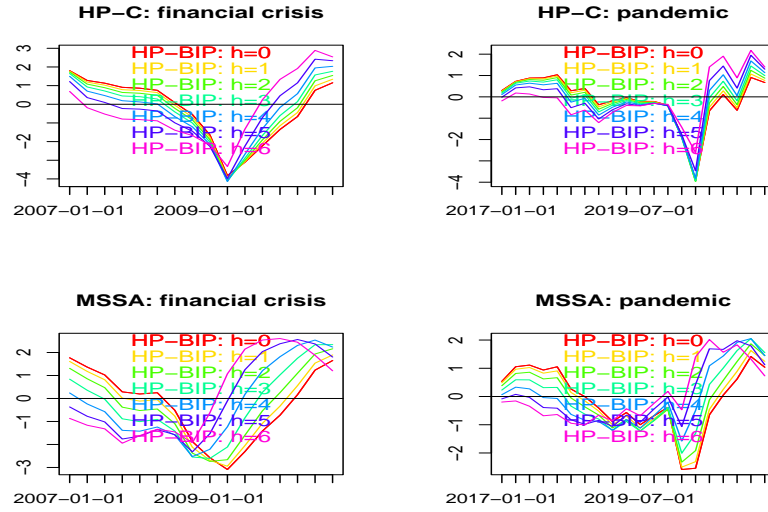 HP−C: financial crisis
3
2
1
0
−2
−4
HP−BIP: h=0
HP−BIP: h=1
HP−BIP: h=2
HP−BIP: h=3
HP−BIP: h=4
HP−BIP: h=5
HP−BIP: h=6
2007−01−01
2009−01−01
HP−C: pandemic
2
0
−2
−4
HP−BIP: h=0
HP−BIP: h=1
HP−BIP: h=2
HP−BIP: h=3
HP−BIP: h=4
HP−BIP: h=5
HP−BIP: h=6
2017−01−01
2019−07−01
MSSA: financial crisis
2
1
0
−1
−3
HP−BIP: h=0
HP−BIP: h=1
HP−BIP: h=2
HP−BIP: h=3
HP−BIP: h=4
HP−BIP: h=5
HP−BIP: h=6
2007−01−01
2009−01−01
MSSA: pandemic
2
1
0
−1
−2
HP−BIP: h=0
HP−BIP: h=1
HP−BIP: h=2
HP−BIP: h=3
HP−BIP: h=4
HP−BIP: h=5
HP−BIP: h=6
2017−01−01
2019−07−01